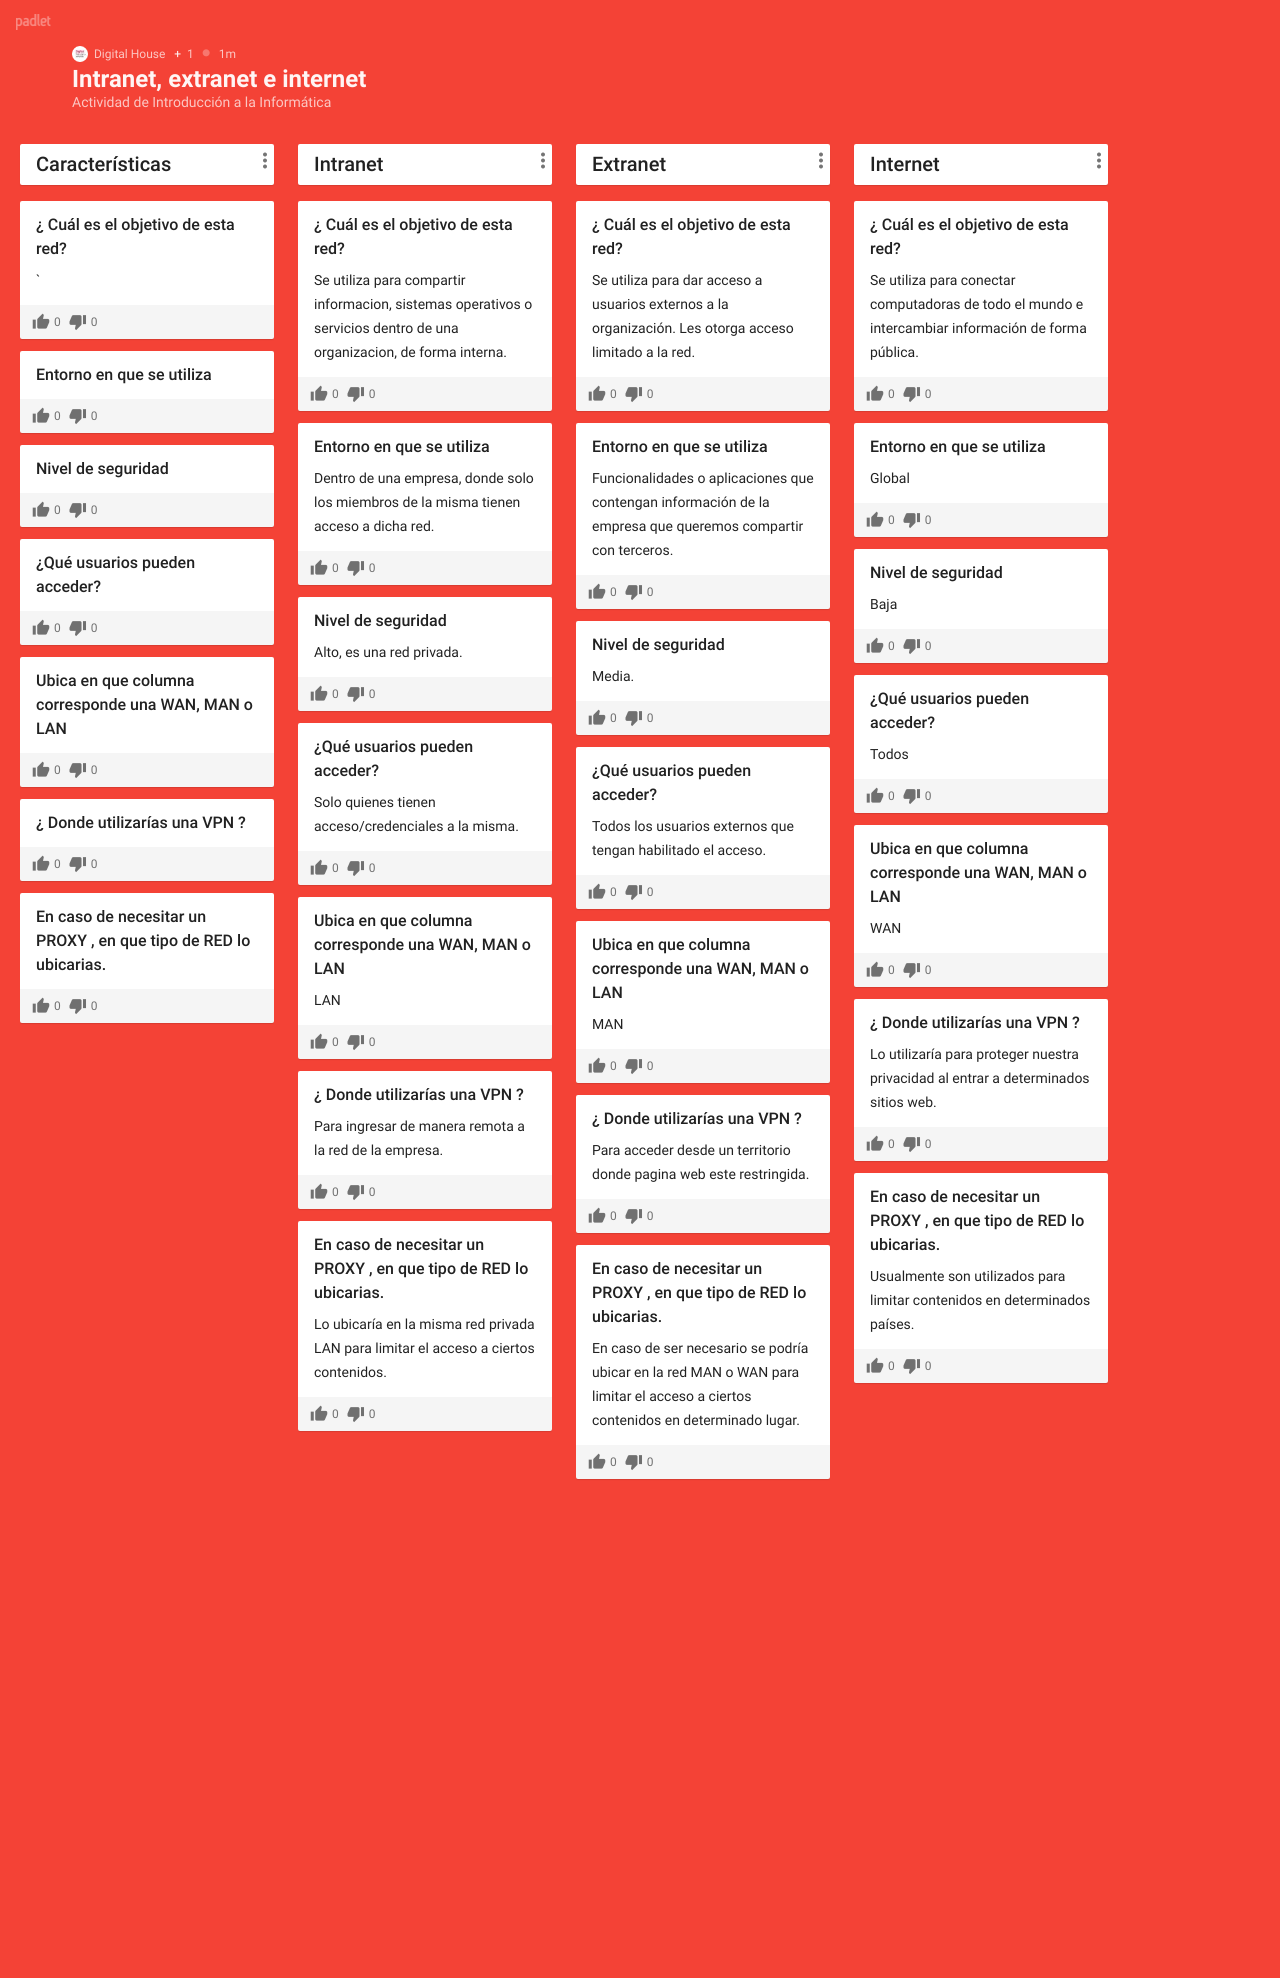 padlet
Digital House + 1 • 1m
Intranet, extranet e internet
Actividad de Introducción a la Informática
Características
¿ Cuál es el objetivo de esta
red?
`
0 0
Entorno en que se utiliza
0 0
Nivel de seguridad
0 0
¿Qué usuarios pueden
acceder?
0 0
Ubica en que columna
corresponde una WAN, MAN o
LAN
0 0
¿ Donde utilizarías una VPN ?
0 0
En caso de necesitar un
PROXY , en que tipo de RED lo
ubicarias.
0 0
Intranet
¿ Cuál es el objetivo de esta
red?
Se utiliza para compartir
informacion, sistemas operativos o
servicios dentro de una
organizacion, de forma interna.
0 0
Entorno en que se utiliza
Dentro de una empresa, donde solo
los miembros de la misma tienen
acceso a dicha red.
0 0
Nivel de seguridad
Alto, es una red privada.
0 0
¿Qué usuarios pueden
acceder?
Solo quienes tienen
acceso/credenciales a la misma.
0 0
Ubica en que columna
corresponde una WAN, MAN o
LAN
LAN
0 0
¿ Donde utilizarías una VPN ?
Para ingresar de manera remota a
la red de la empresa.
0 0
En caso de necesitar un
PROXY , en que tipo de RED lo
ubicarias.
Lo ubicaría en la misma red privada
LAN para limitar el acceso a ciertos
contenidos.
0 0
Extranet
¿ Cuál es el objetivo de esta
red?
Se utiliza para dar acceso a
usuarios externos a la
organización. Les otorga acceso
limitado a la red.
0 0
Entorno en que se utiliza
Funcionalidades o aplicaciones que
contengan información de la
empresa que queremos compartir
con terceros.
0 0
Nivel de seguridad
Media.
0 0
¿Qué usuarios pueden
acceder?
Todos los usuarios externos que
tengan habilitado el acceso.
0 0
Ubica en que columna
corresponde una WAN, MAN o
LAN
MAN
0 0
¿ Donde utilizarías una VPN ?
Para acceder desde un territorio
donde pagina web este restringida.
0 0
En caso de necesitar un
PROXY , en que tipo de RED lo
ubicarias.
En caso de ser necesario se podría
ubicar en la red MAN o WAN para
limitar el acceso a ciertos
contenidos en determinado lugar.
0 0
Internet
¿ Cuál es el objetivo de esta
red?
Se utiliza para conectar
computadoras de todo el mundo e
intercambiar información de forma
pública.
0 0
Entorno en que se utiliza
Global
0 0
Nivel de seguridad
Baja
0 0
¿Qué usuarios pueden
acceder?
Todos
0 0
Ubica en que columna
corresponde una WAN, MAN o
LAN
WAN
0 0
¿ Donde utilizarías una VPN ?
Lo utilizaría para proteger nuestra
privacidad al entrar a determinados
sitios web.
0 0
En caso de necesitar un
PROXY , en que tipo de RED lo
ubicarias.
Usualmente son utilizados para
limitar contenidos en determinados
países.
0 0